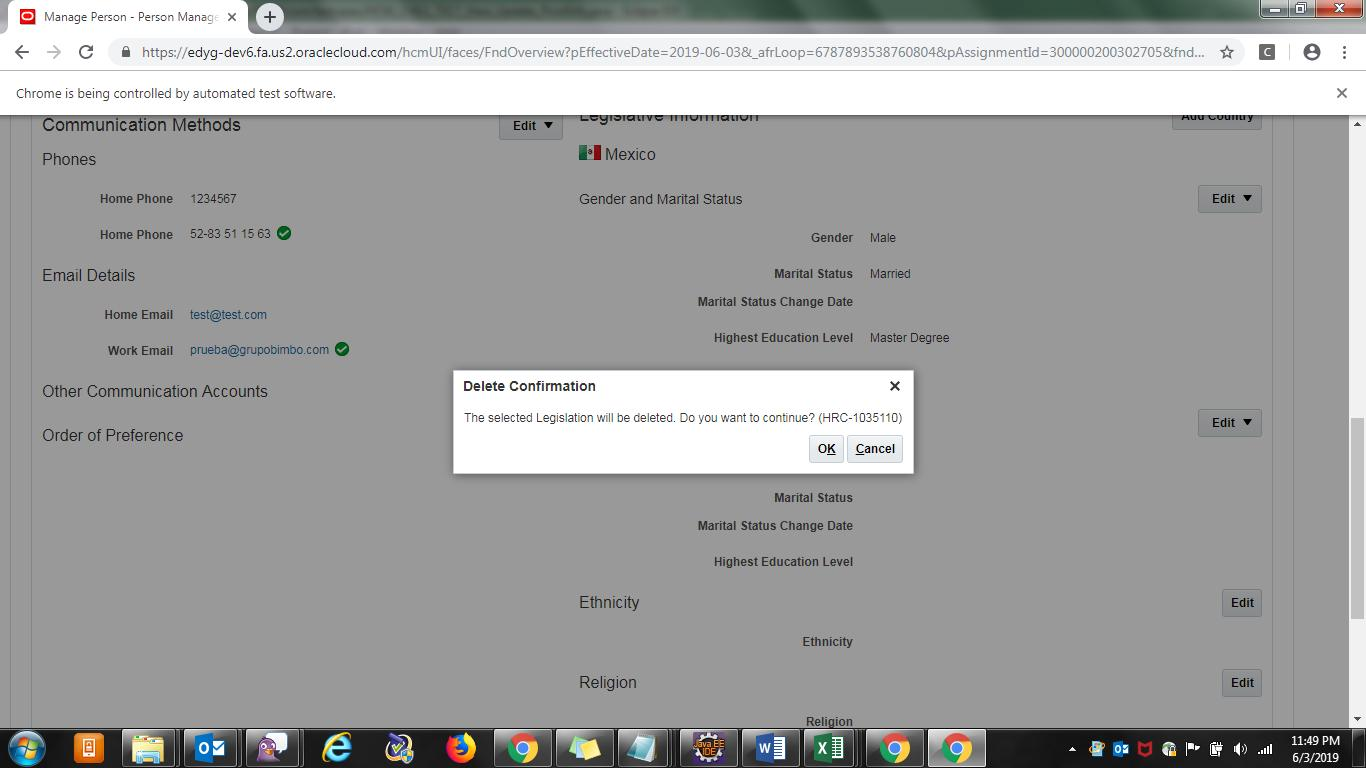 Manage Person - Person Manage
https://edyg-dev6.fa.us2.oraclecloud.com/hcmUI/faces/FndOverview?pEffectiveDate=2019-06-03&_afrLoop=6787893538760804&pAssignmentId=300000200302705&fnd...
C
Chrome is being controlled by automated test software.
Communication Methods
Edit
Phones
Home Phone 1234567
Home Phone 52-83 51 15 63
Email Details
Home Email test@test.com
Work Email prueba@grupobimbo.com
Other Communication Accounts
Order of Preference
Legislative Information
Add Country
Mexico
Gender and Marital Status
Edit
Gender Male
Marital Status Married
Marital Status Change Date
Highest Education Level Master Degree
Delete Confirmation
The selected Legislation will be deleted. Do you want to continue? (HRC-1035110)
OK Cancel
Edit
Marital Status
Marital Status Change Date
Highest Education Level
Ethnicity
Edit
Ethnicity
Religion
Edit
Religion
Java EE
IDE
11:49 PM
6/3/2019